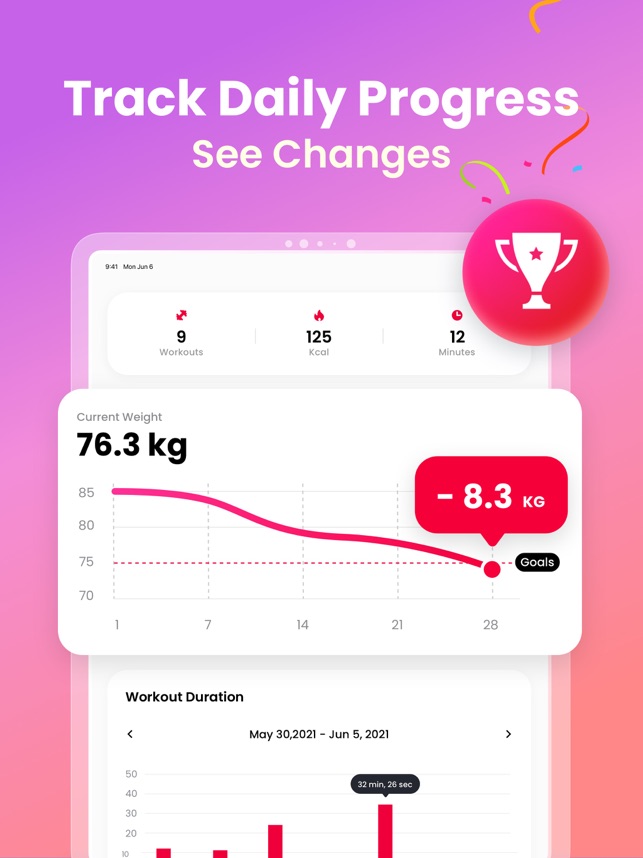 Track Daily Progress
See Changes
9:41 Mon Jun 6
9 125 12
Workouts Kcal Minutes
Current Weight
76.3 kg
- 8.3 KG
85
80
75
Goals
70
1 7 14 21 28
Workout Duration
< May 30,2021 - Jun 5, 2021 >
50
32 min, 26 sec
40
30
20
10